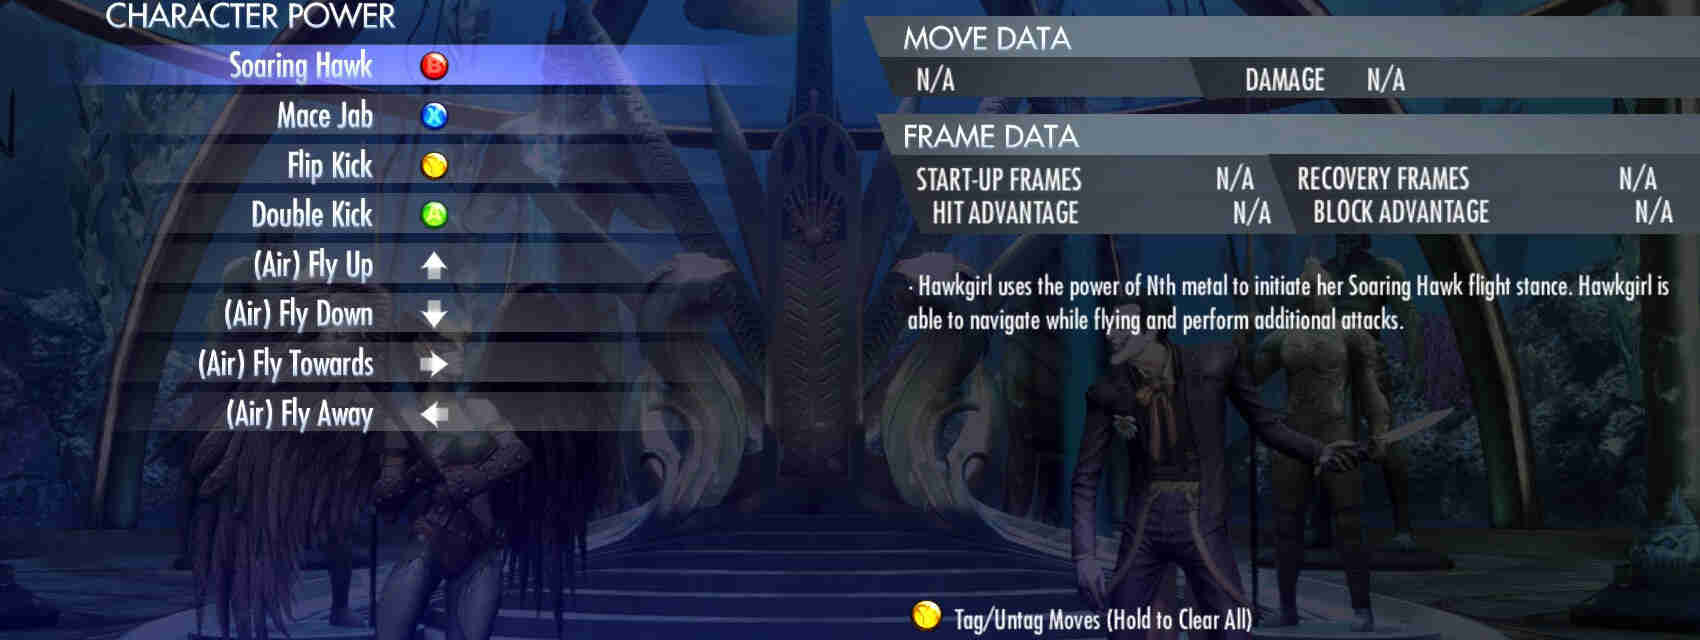 CHARACTER POWER
Soaring Hawk B
Mace Jab X
Flip Kick Y
Double Kick A
(Air) Fly Up
(Air) Fly Down
(Air) Fly Towards
(Air) Fly Away
MOVE DATA
N/A DAMAGE N/A
FRAME DATA
START-UP FRAMES N/A RECOVERY FRAMES N/A
HIT ADVANTAGE N/A BLOCK ADVANTAGE N/A
· Hawkgirl uses the power of Nth metal to initiate her Soaring Hawk flight stance. Hawkgirl is
able to navigate while flying and perform additional attacks.
Y Tag/Untag Moves (Hold to Clear All)